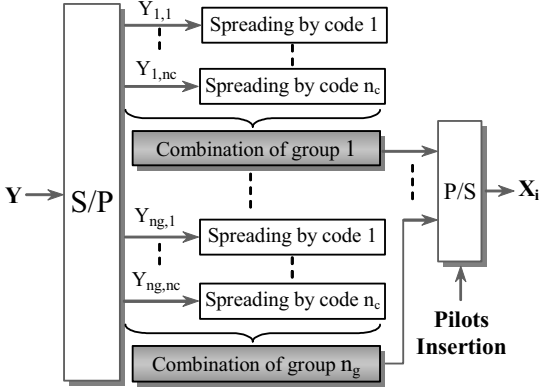 Y1,1
Spreading by code 1
Y1,nc
Spreading by code nc
Combination of group 1
Y
S/P
P/S
Xi
Yng,1
Spreading by code 1
Yng,nc
Spreading by code nc
Pilots
Insertion
Combination of group ng